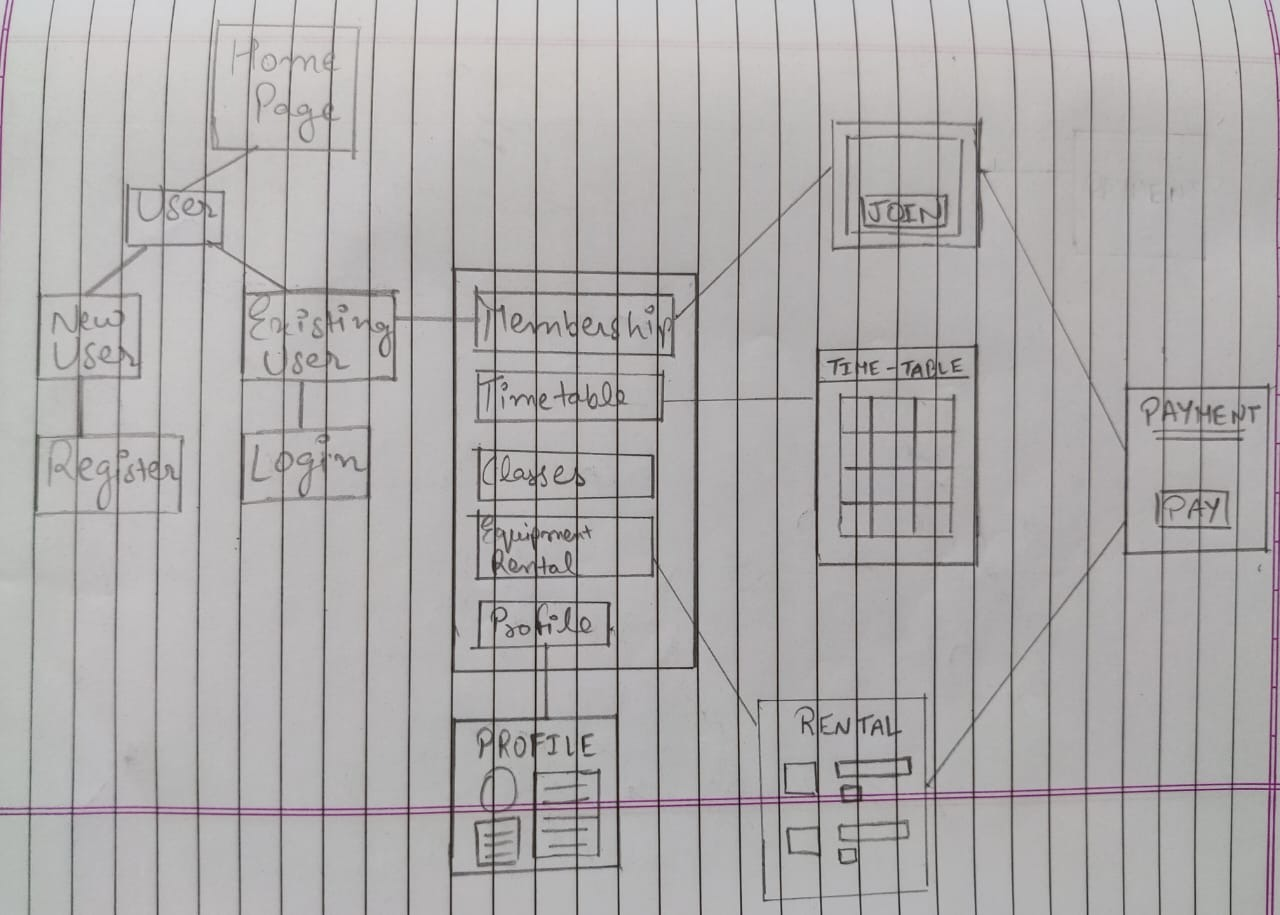 Home
Page
User
New
User
Existing
User
Register
Login
Membership
Timetable
Classes
Equipment
Rental
Profile
PROFILE
JOIN
TIME-TABLE
RENTAL
PAYMENT
PAY